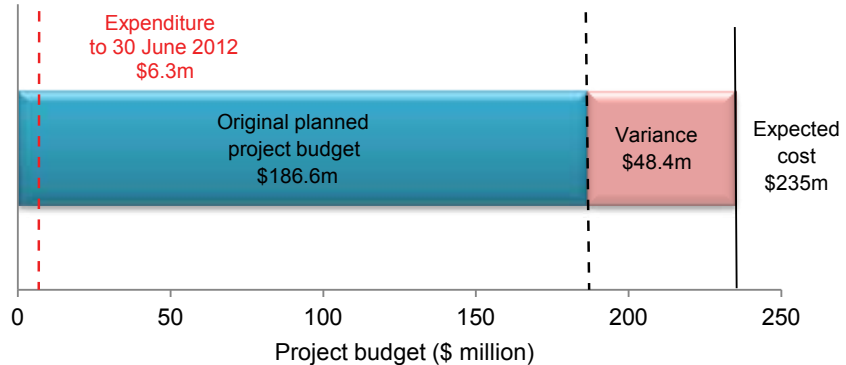 Expenditure
to 30 June 2012
$6.3m
Original planned
project budget
$186.6m
Variance
$48.4m
Expected
cost
$235m
0 50 100 150 200 250
Project budget ($ million)